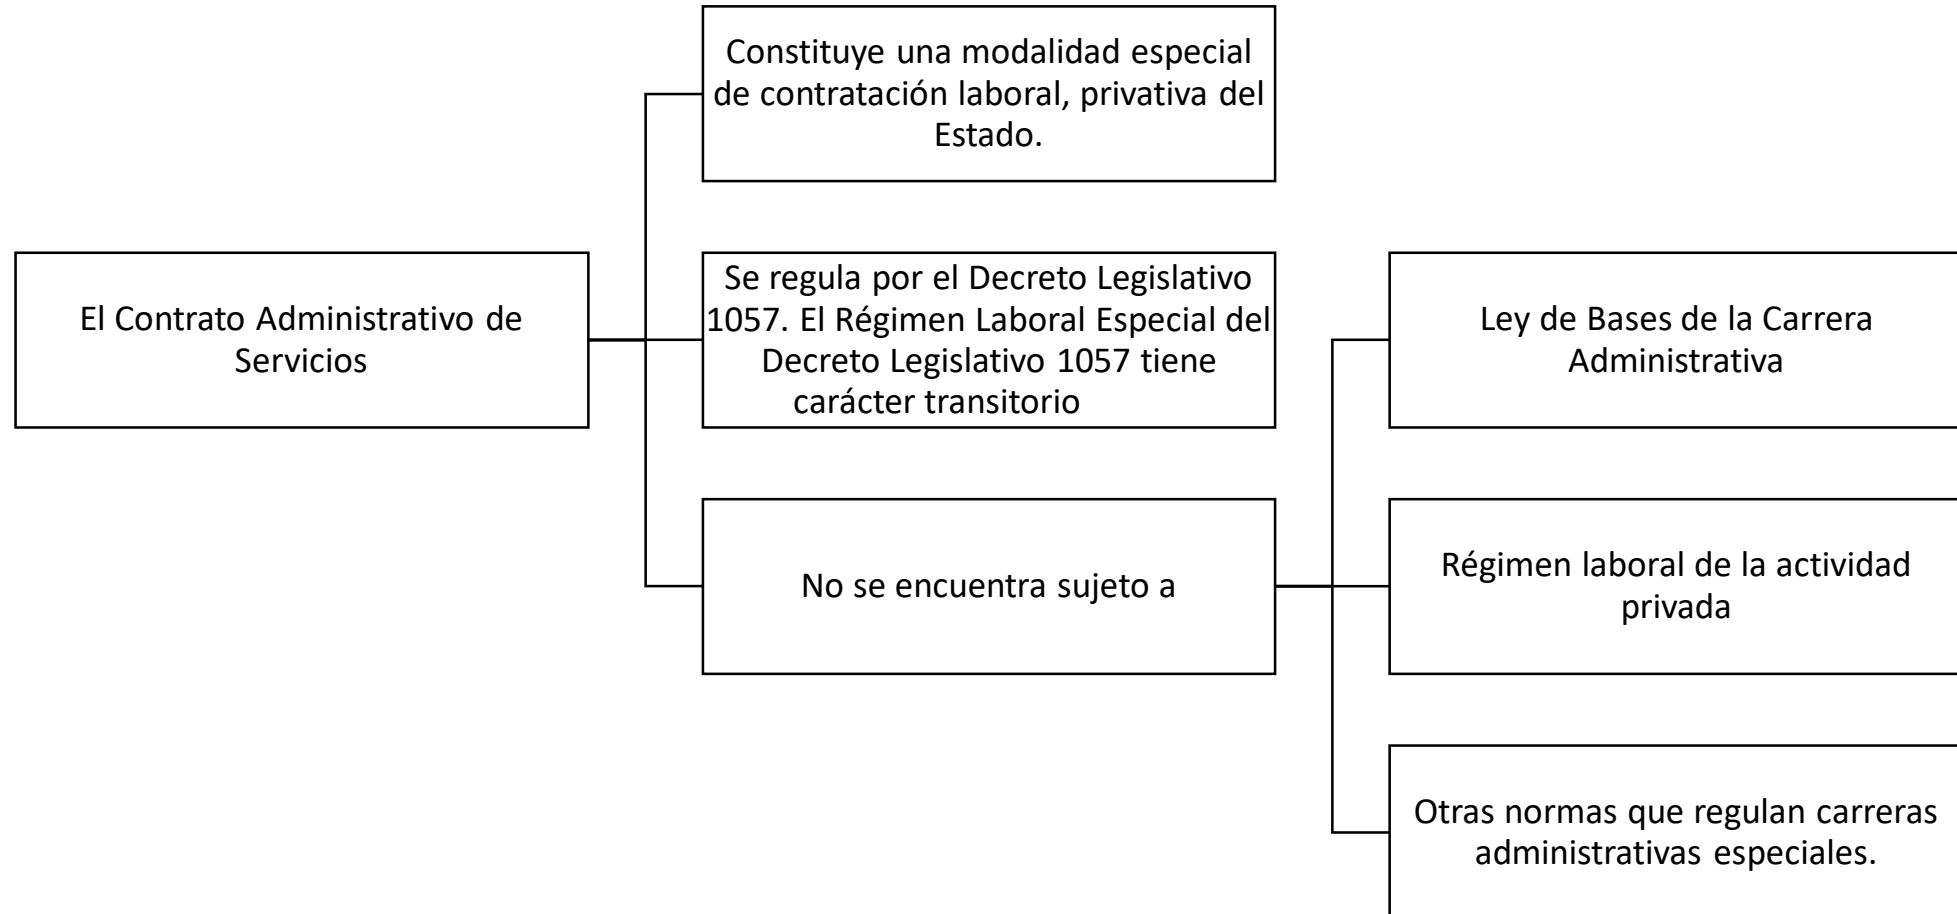 El Contrato Administrativo de
Servicios
Constituye una modalidad especial
de contratación laboral, privativa del
Estado.
Se regula por el Decreto Legislativo
1057. El Régimen Laboral Especial del
Decreto Legislativo 1057 tiene
carácter transitorio
No se encuentra sujeto a
Ley de Bases de la Carrera
Administrativa
Régimen laboral de la actividad
privada
Otras normas que regulan carreras
administrativas especiales.